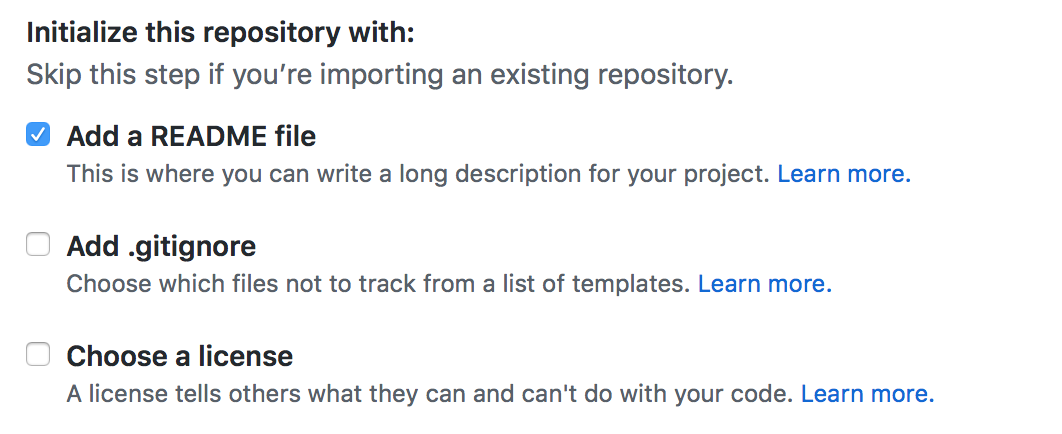 Initialize this repository with:
Skip this step if you’re importing an existing repository.
Add a README file
This is where you can write a long description for your project. Learn more.
Add .gitignore
Choose which files not to track from a list of templates. Learn more.
Choose a license
A license tells others what they can and can't do with your code. Learn more.